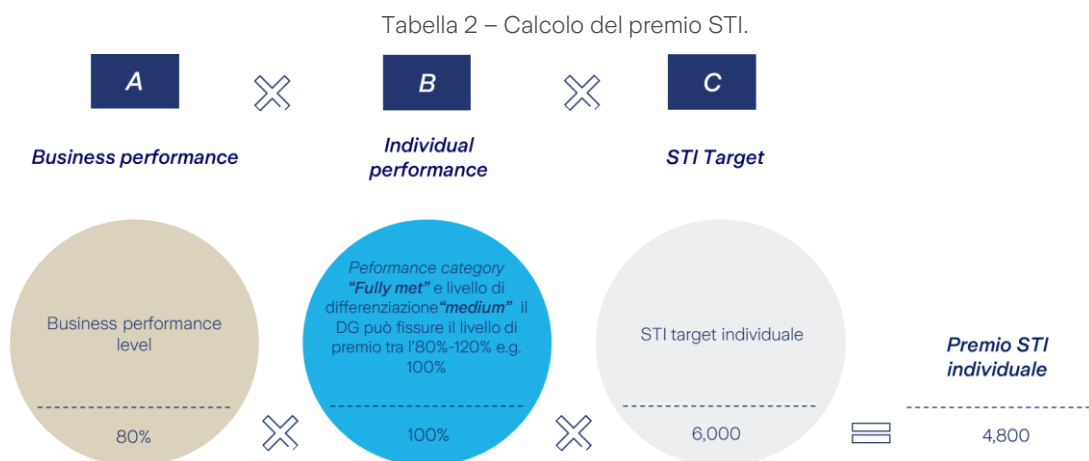 Tabella 2 – Calcolo del premio STI.
A
B
C
Business performance
Individual
performance
STI Target
Business performance
level
Peformance category
"Fully met" e livello di
differenziazione"medium" il
DG può fissure il livello di
premio tra l'80%-120% e.g.
100%
STI target individuale
Premio STI
individuale
80%
100%
6,000
4,800